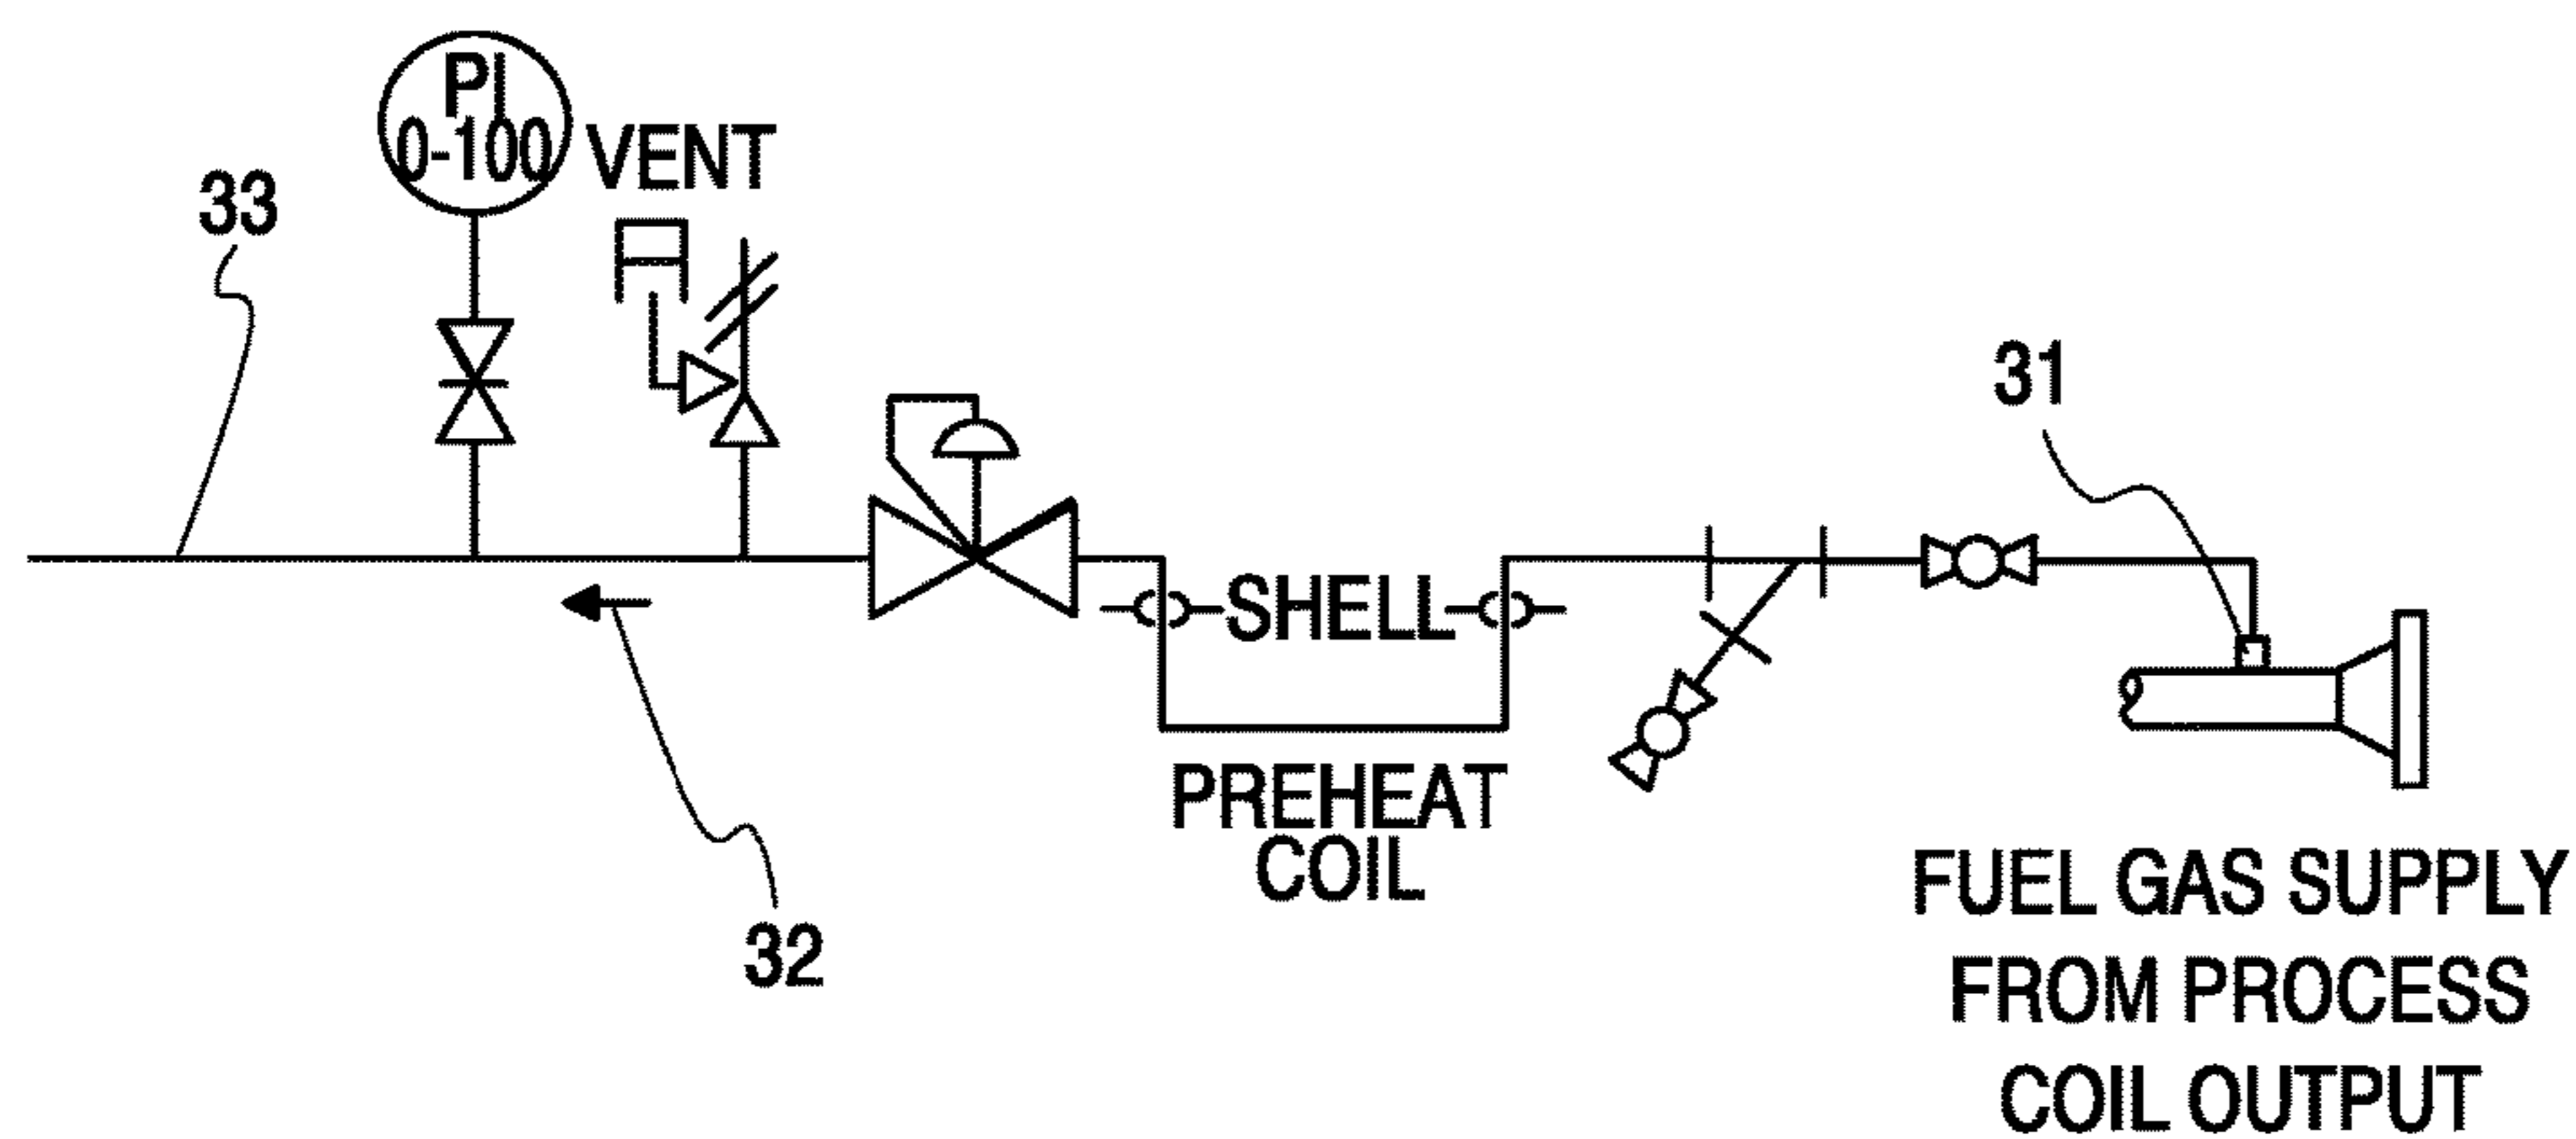 PI
0-100
VENT
33
31
SHELL
PREHEAT
COIL
32
FUEL GAS SUPPLY
FROM PROCESS
COIL OUTPUT